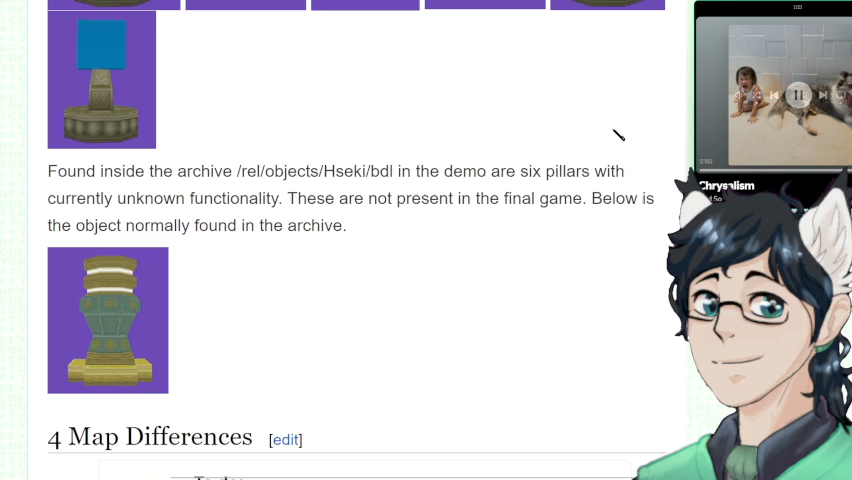 Found inside the archive /rel/objects/Hseki/bdl in the demo are six pillars with
currently unknown functionality. These are not present in the final game. Below is
the object normally found in the archive.
4 Map Differences [edit]
2:50
Chrysalism